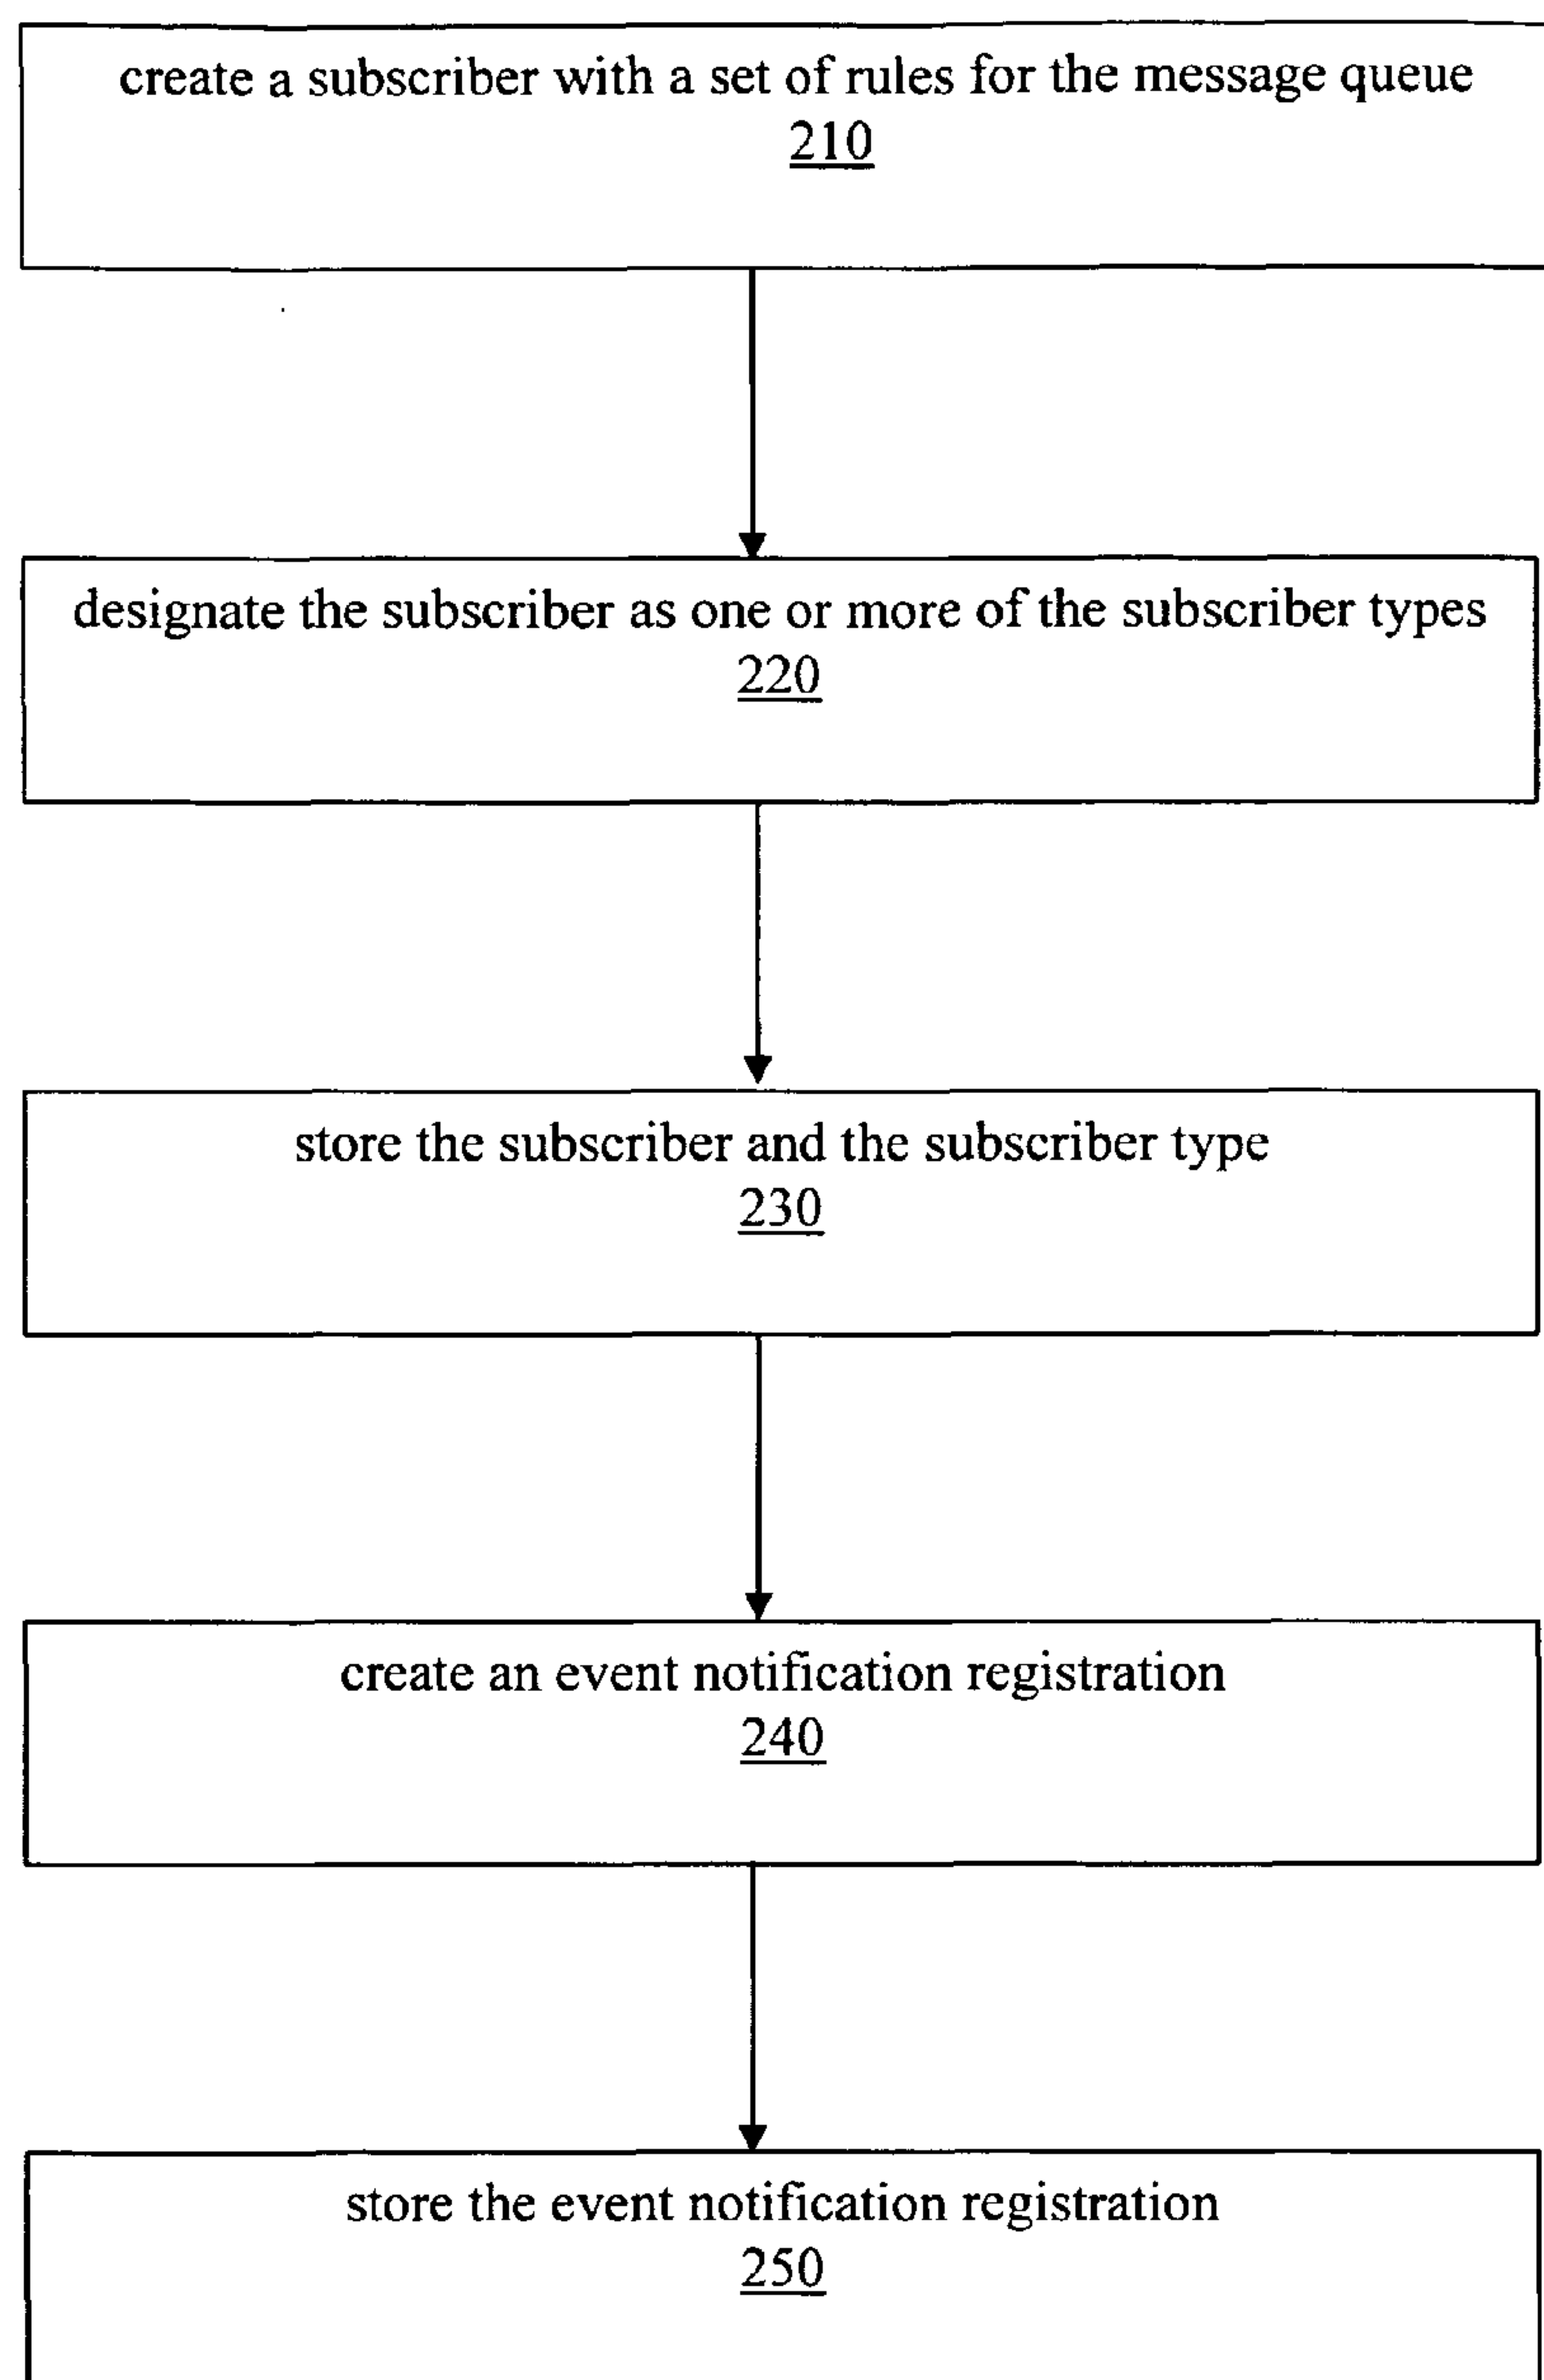 create a subscriber with a set of rules for the message queue
210
designate the subscriber as one or more of the subscriber types
220
store the subscriber and the subscriber type
230
create an event notification registration
240
store the event notification registration
250